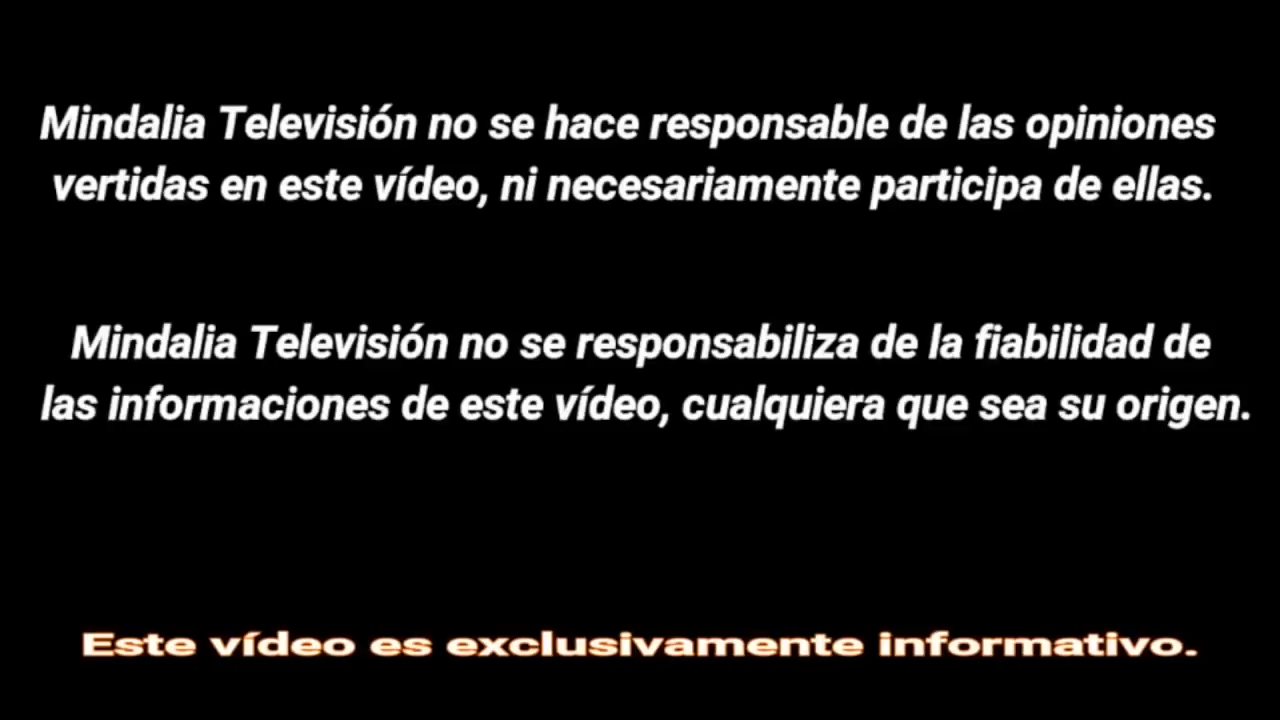 Mindalia Televisión no se hace responsable de las opiniones
vertidas en este vídeo, ni necesariamente participa de ellas.
Mindalia Televisión no se responsabiliza de la fiabilidad de
las informaciones de este vídeo, cualquiera que sea su origen.
Este vídeo es exclusivamente informativo.